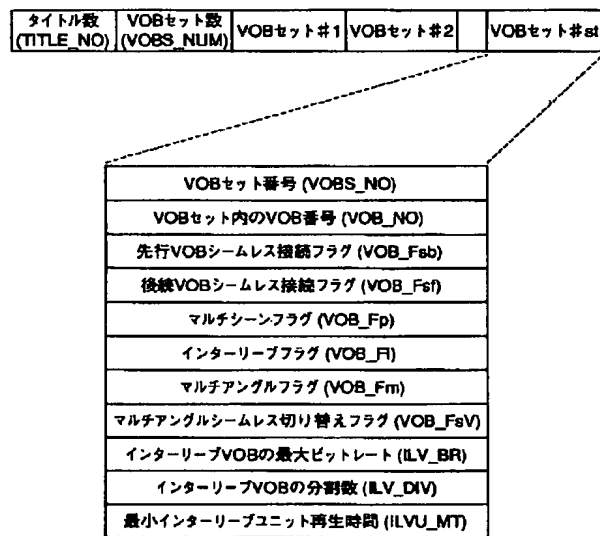 タイトル数
(TITLE_NO)
VOBセット数
(VOBS_NUM)
VOBセット#1
VOBセット#2
VOBセット#st
VOBセット番号 (VOBS_NO)
VOBセット内のVOB番号 (VOB_NO)
先行VOBシームレス接続フラグ (VOB_Fsb)
後続VOBシームレス接続フラグ (VOB_Fsf)
マルチシーンフラグ (VOB_Fp)
インターリーブフラグ (VOB_Fi)
マルチアングルフラグ (VOB_Fm)
マルチアングルシームレス切り替えフラグ (VOB_FsV)
インターリーブVOBの最大ビットレート (ILV_BR)
インターリーブVOBの分割数 (ILV_DIV)
最小インターリーブユニット再生時間 (ILVU_MT)